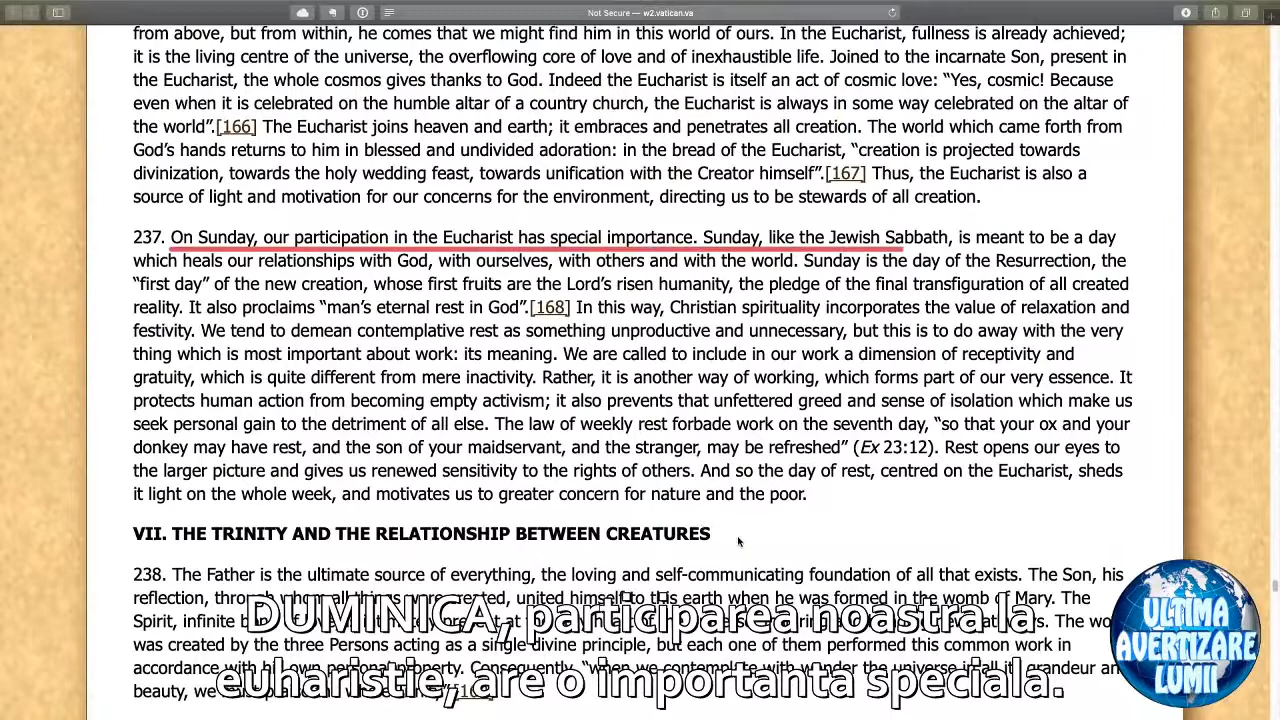 Not Secure — w2.vatican.va
from above, but from within, he comes that we might find him in this world of ours. In the Eucharist, fullness is already achieved;
it is the living centre of the universe, the overflowing core of love and of inexhaustible life. Joined to the incarnate Son, present in
the Eucharist, the whole cosmos gives thanks to God. Indeed the Eucharist is itself an act of cosmic love: “Yes, cosmic! Because
even when it is celebrated on the humble altar of a country church, the Eucharist is always in some way celebrated on the altar of
the world”.[166] The Eucharist joins heaven and earth; it embraces and penetrates all creation. The world which came forth from
God’s hands returns to him in blessed and undivided adoration: in the bread of the Eucharist, “creation is projected towards
divinization, towards the holy wedding feast, towards unification with the Creator himself”.[167] Thus, the Eucharist is also a
source of light and motivation for our concerns for the environment, directing us to be stewards of all creation.
237. On Sunday, our participation in the Eucharist has special importance. Sunday, like the Jewish Sabbath, is meant to be a day
which heals our relationships with God, with ourselves, with others and with the world. Sunday is the day of the Resurrection, the
“first day” of the new creation, whose first fruits are the Lord’s risen humanity, the pledge of the final transfiguration of all created
reality. It also proclaims “man’s eternal rest in God”.[168] In this way, Christian spirituality incorporates the value of relaxation and
festivity. We tend to demean contemplative rest as something unproductive and unnecessary, but this is to do away with the very
thing which is most important about work: its meaning. We are called to include in our work a dimension of receptivity and
gratuity, which is quite different from mere inactivity. Rather, it is another way of working, which forms part of our very essence. It
protects human action from becoming empty activism; it also prevents that unfettered greed and sense of isolation which make us
seek personal gain to the detriment of all else. The law of weekly rest forbade work on the seventh day, “so that your ox and your
donkey may have rest, and the son of your maidservant, and the stranger, may be refreshed” (Ex 23:12). Rest opens our eyes to
the larger picture and gives us renewed sensitivity to the rights of others. And so the day of rest, centred on the Eucharist, sheds
it light on the whole week, and motivates us to greater concern for nature and the poor.
VII. THE TRINITY AND THE RELATIONSHIP BETWEEN CREATURES
238. The Father is the ultimate source of everything, the loving and self-communicating foundation of all that exists. The Son, his
reflection, through united himself to this earth when he was formed in the womb of Mary. The
Spirit, infinite
was created by the three Persons acting as a single divine principle, but each one of them performed this common work in
accordance with
beauty, we
DUMINICA, participarea noastra la
euharistie, are o importanta speciala.
ULTIMA
AVERTIZARE
LUMII